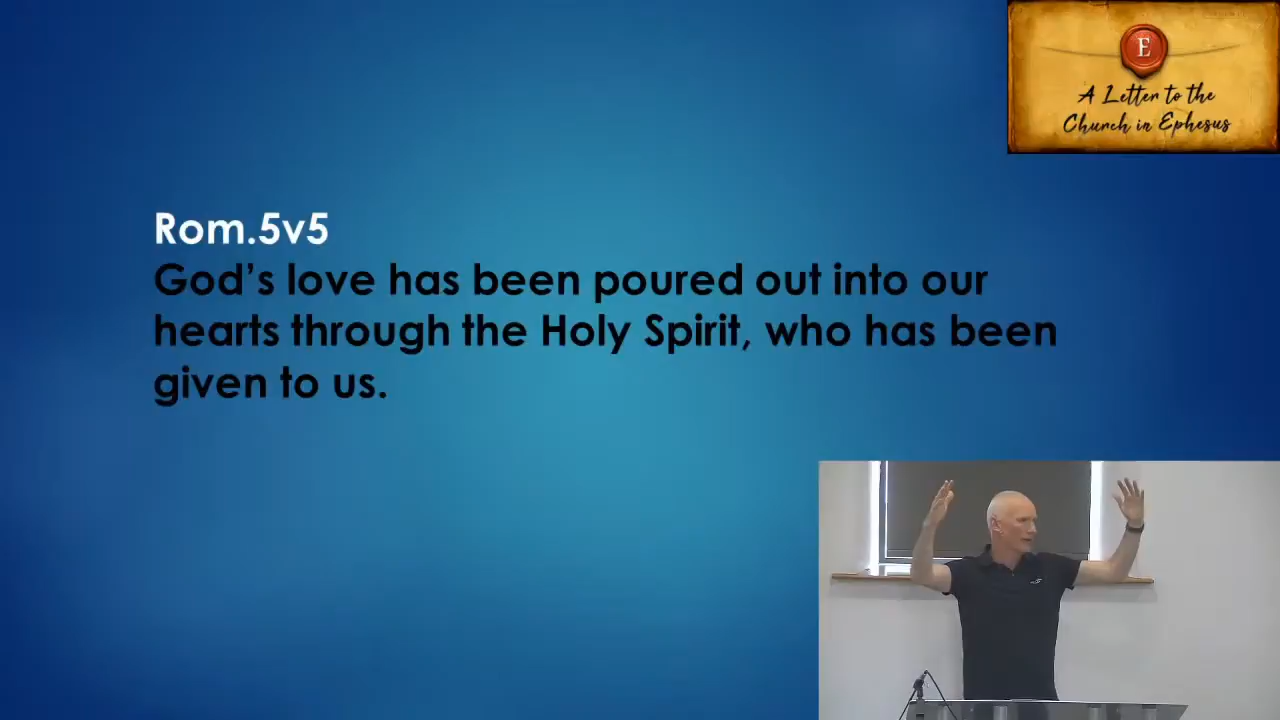 E
A Letter to the
Church in Ephesus
Rom.5v5
God’s love has been poured out into our
hearts through the Holy Spirit, who has been
given to us.